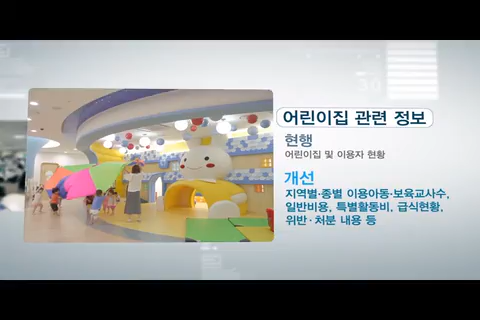 어린이집 관련 정보
현행
어린이집 및 이용자 현황
개선
지역별·종별 이용아동·보육교사수,
일반비용, 특별활동비, 급식현황,
위반·처분 내용 등